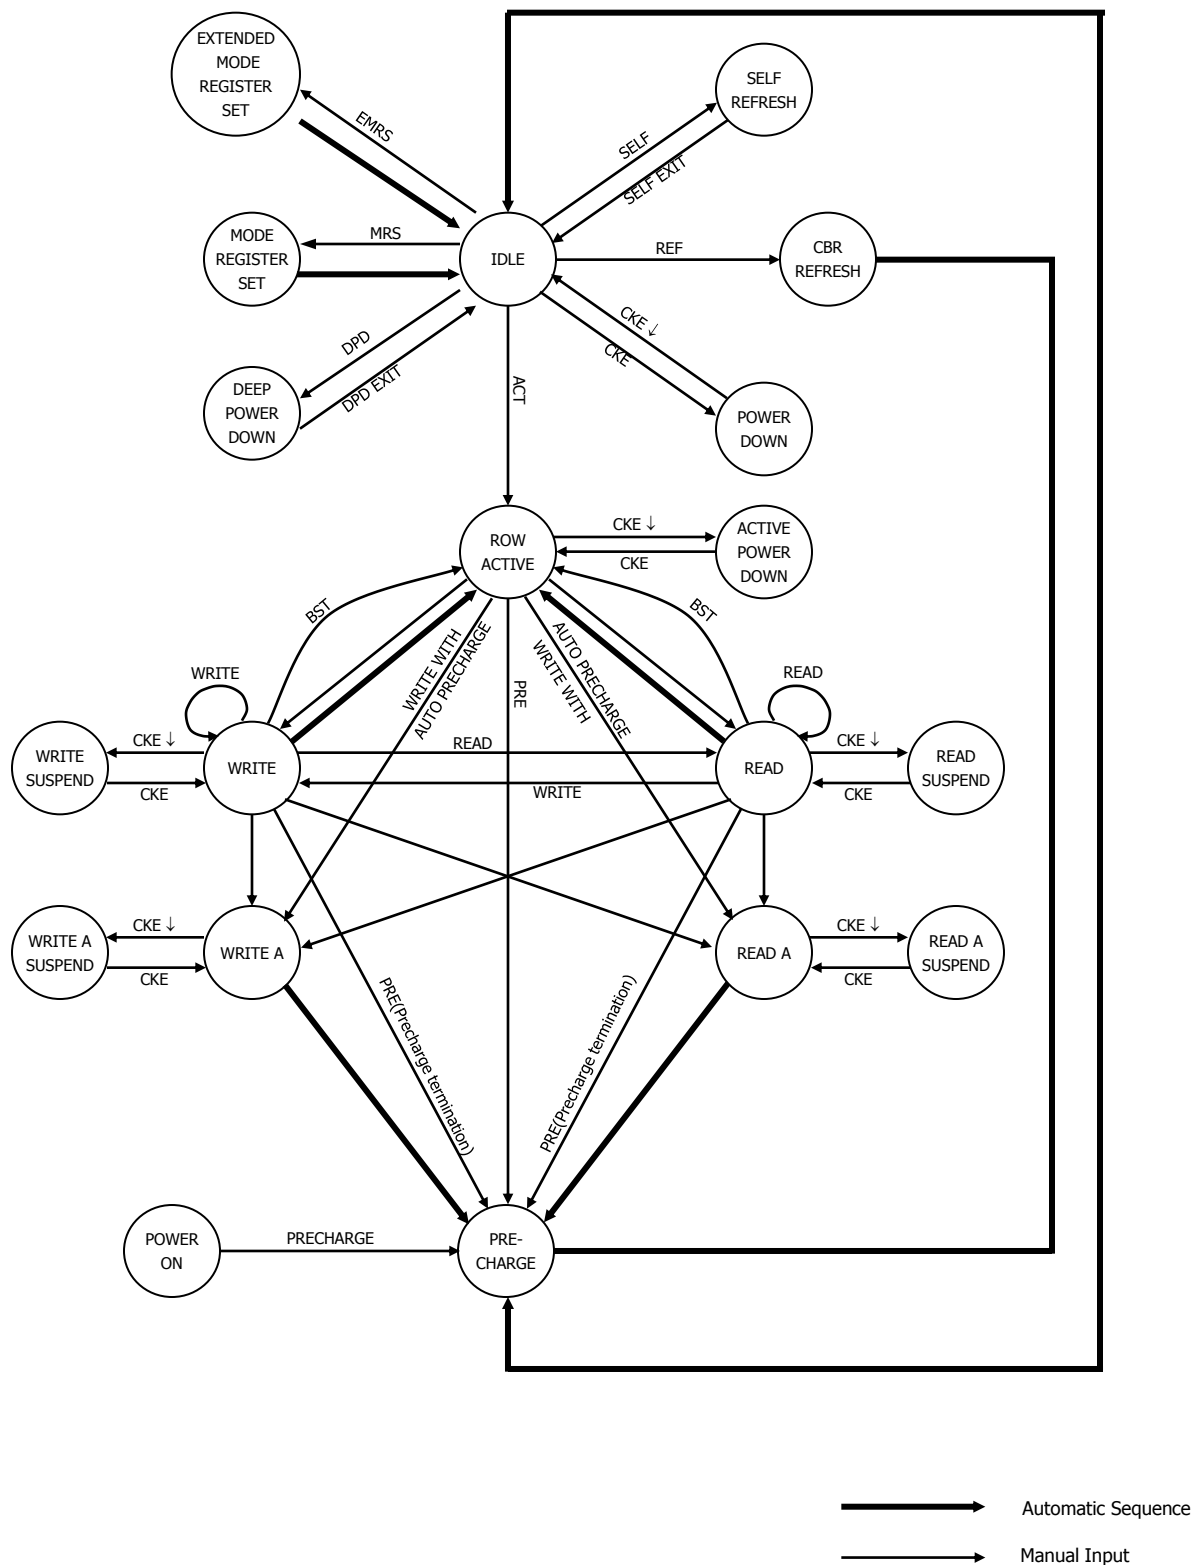 EXTENDED
MODE
REGISTER
SET
SELF
REFRESH
EMRS
SELF
SELF EXIT
MODE
REGISTER
SET
MRS
IDLE
REF
CBR
REFRESH
DPD
DPD EXIT
CKE ↓
CKE
DEEP
POWER
DOWN
ACT
POWER
DOWN
ROW
ACTIVE
CKE ↓
CKE
ACTIVE
POWER
DOWN
BST
BST
WRITE WITH
AUTO PRECHARGE
PRE
AUTO PRECHARGE
WRITE WITH
WRITE
READ
WRITE
SUSPEND
CKE ↓
CKE
WRITE
READ
WRITE
READ
CKE ↓
CKE
READ
SUSPEND
WRITE A
SUSPEND
CKE ↓
CKE
WRITE A
READ A
CKE ↓
CKE
READ A
SUSPEND
PRE(Precharge termination)
PRE(Precharge termination)
POWER
ON
PRECHARGE
PRE-
CHARGE
Automatic Sequence
Manual Input